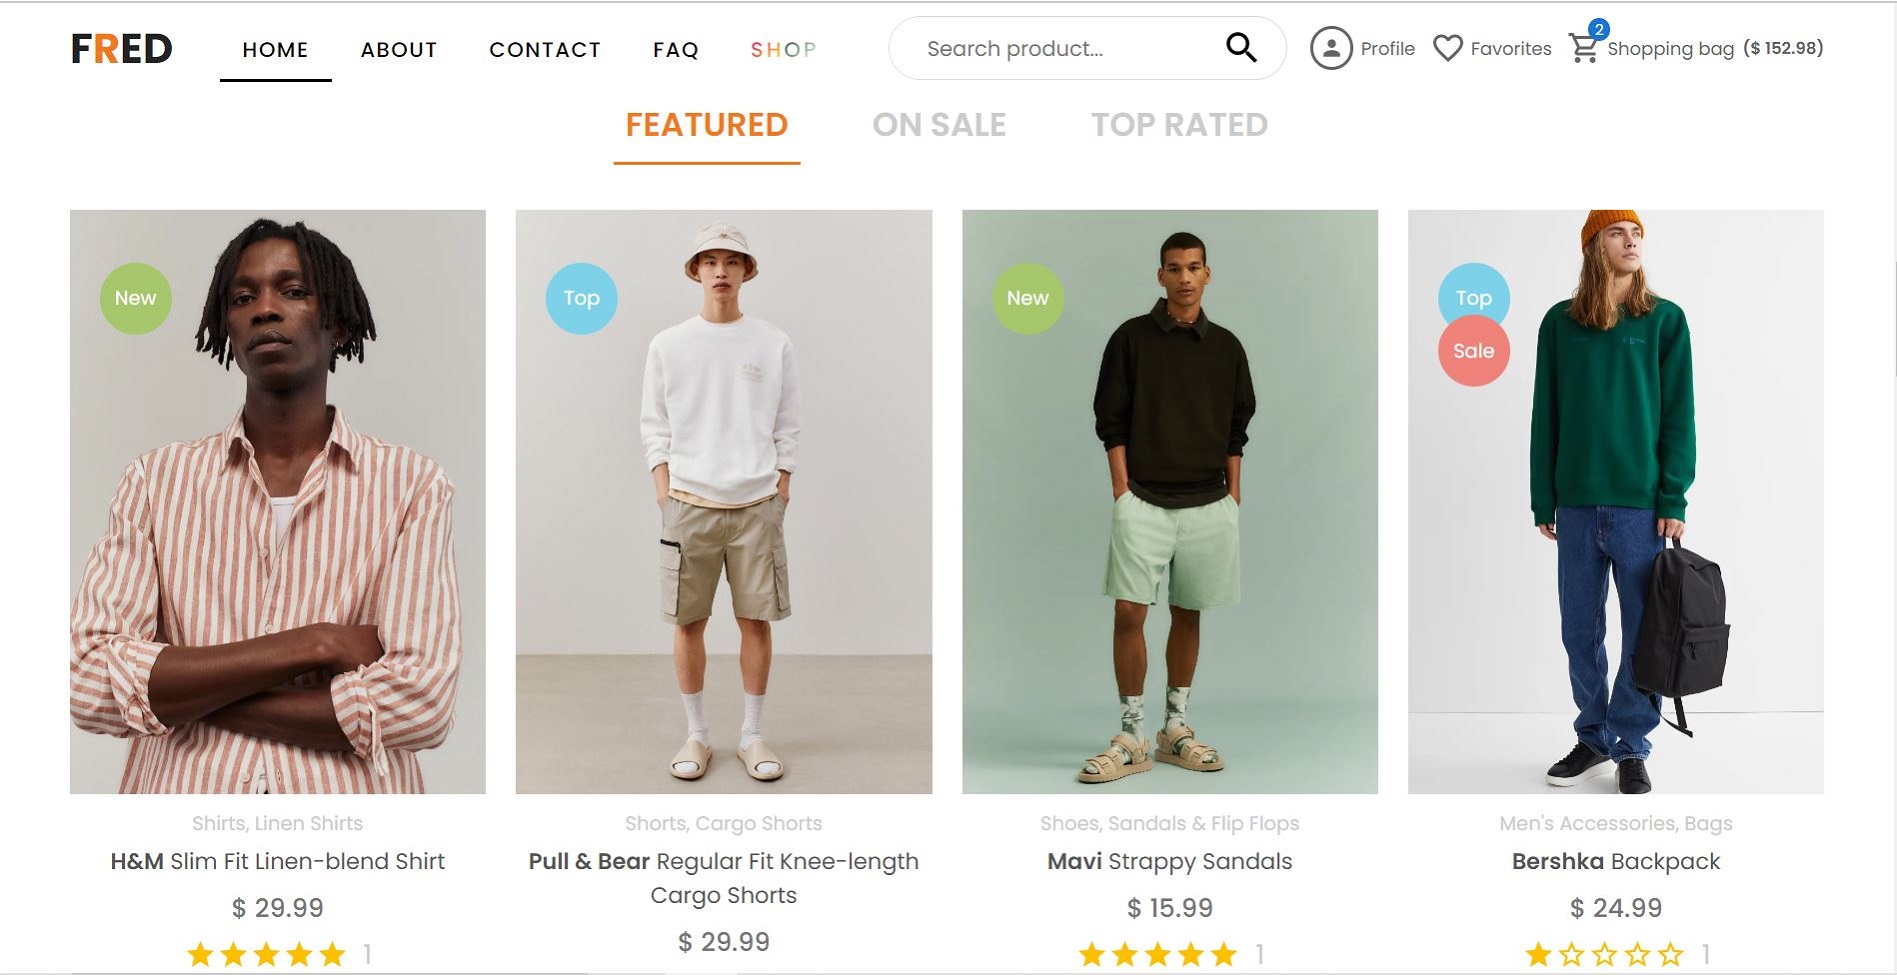 FRED HOME ABOUT CONTACT FAQ SHOP Search product... Profile Favorites 2 Shopping bag ($ 152.98)
FEATURED ON SALE TOP RATED
New Top New Top
Sale
Shirts, Linen Shirts
H&M Slim Fit Linen-blend Shirt
$ 29.99
1
Shorts, Cargo Shorts
Pull & Bear Regular Fit Knee-length
Cargo Shorts
$ 29.99
Shoes, Sandals & Flip Flops
Mavi Strappy Sandals
$ 15.99
1
Men's Accessories, Bags
Bershka Backpack
$ 24.99
1